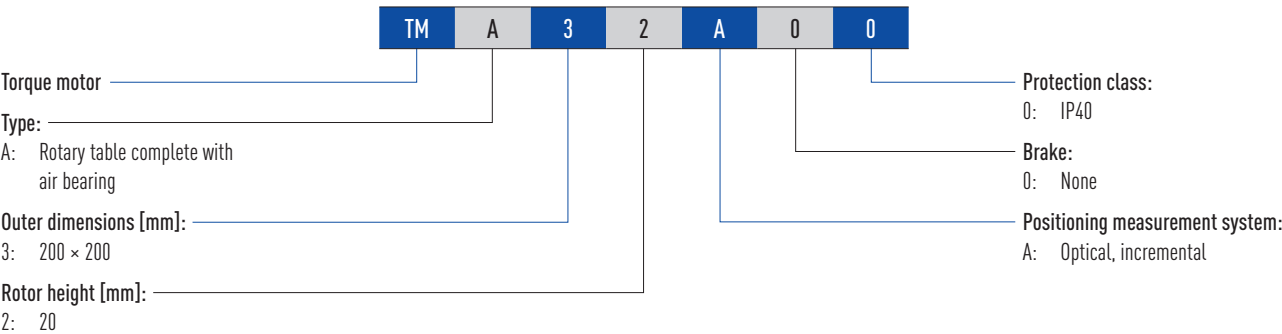 TM A 3 2 A 0 0
Torque motor
Type:
A: Rotary table complete with
air bearing
Outer dimensions [mm]:
3: 200 × 200
Rotor height [mm]:
2: 20
Protection class:
0: IP40
Brake:
0: None
Positioning measurement system:
A: Optical, incremental